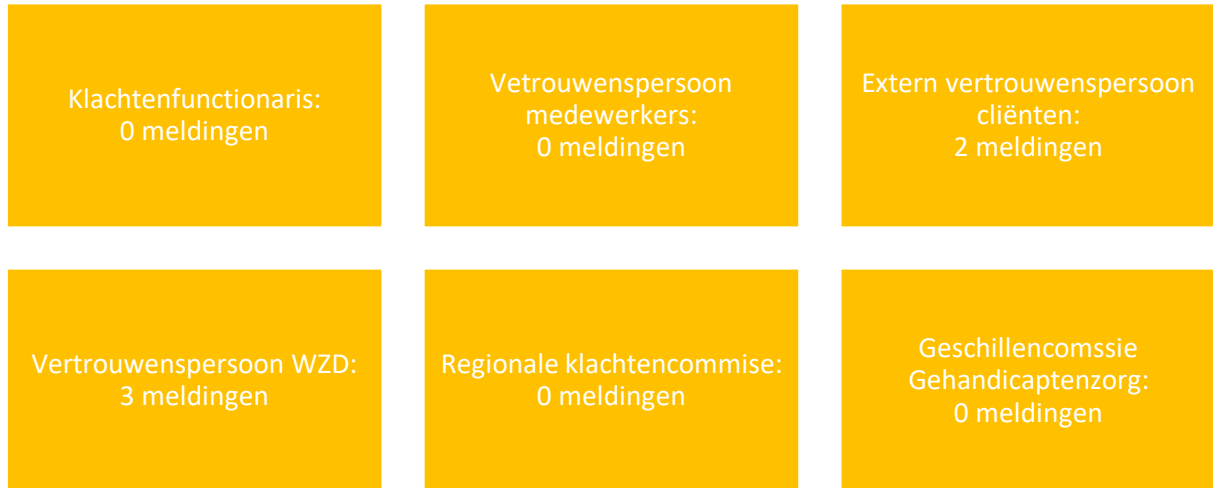 Klachtenfunctionaris:
0 meldingen
Vetrouwenspersoon
medewerkers:
0 meldingen
Extern vertrouwenspersoon
cliënten:
2 meldingen
Vertrouwenspersoon WZD:
3 meldingen
Regionale klachtencommise:
0 meldingen
Geschillencomssie
Gehandicaptenzorg:
0 meldingen